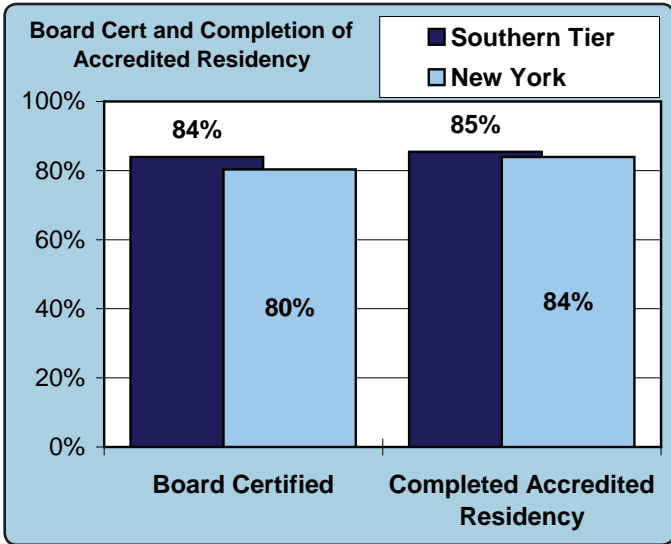 Board Cert and Completion of
Accredited Residency
Southern Tier
New York
100%
80%
60%
40%
20%
0%
84%
80%
85%
84%
Board Certified
Completed Accredited
Residency